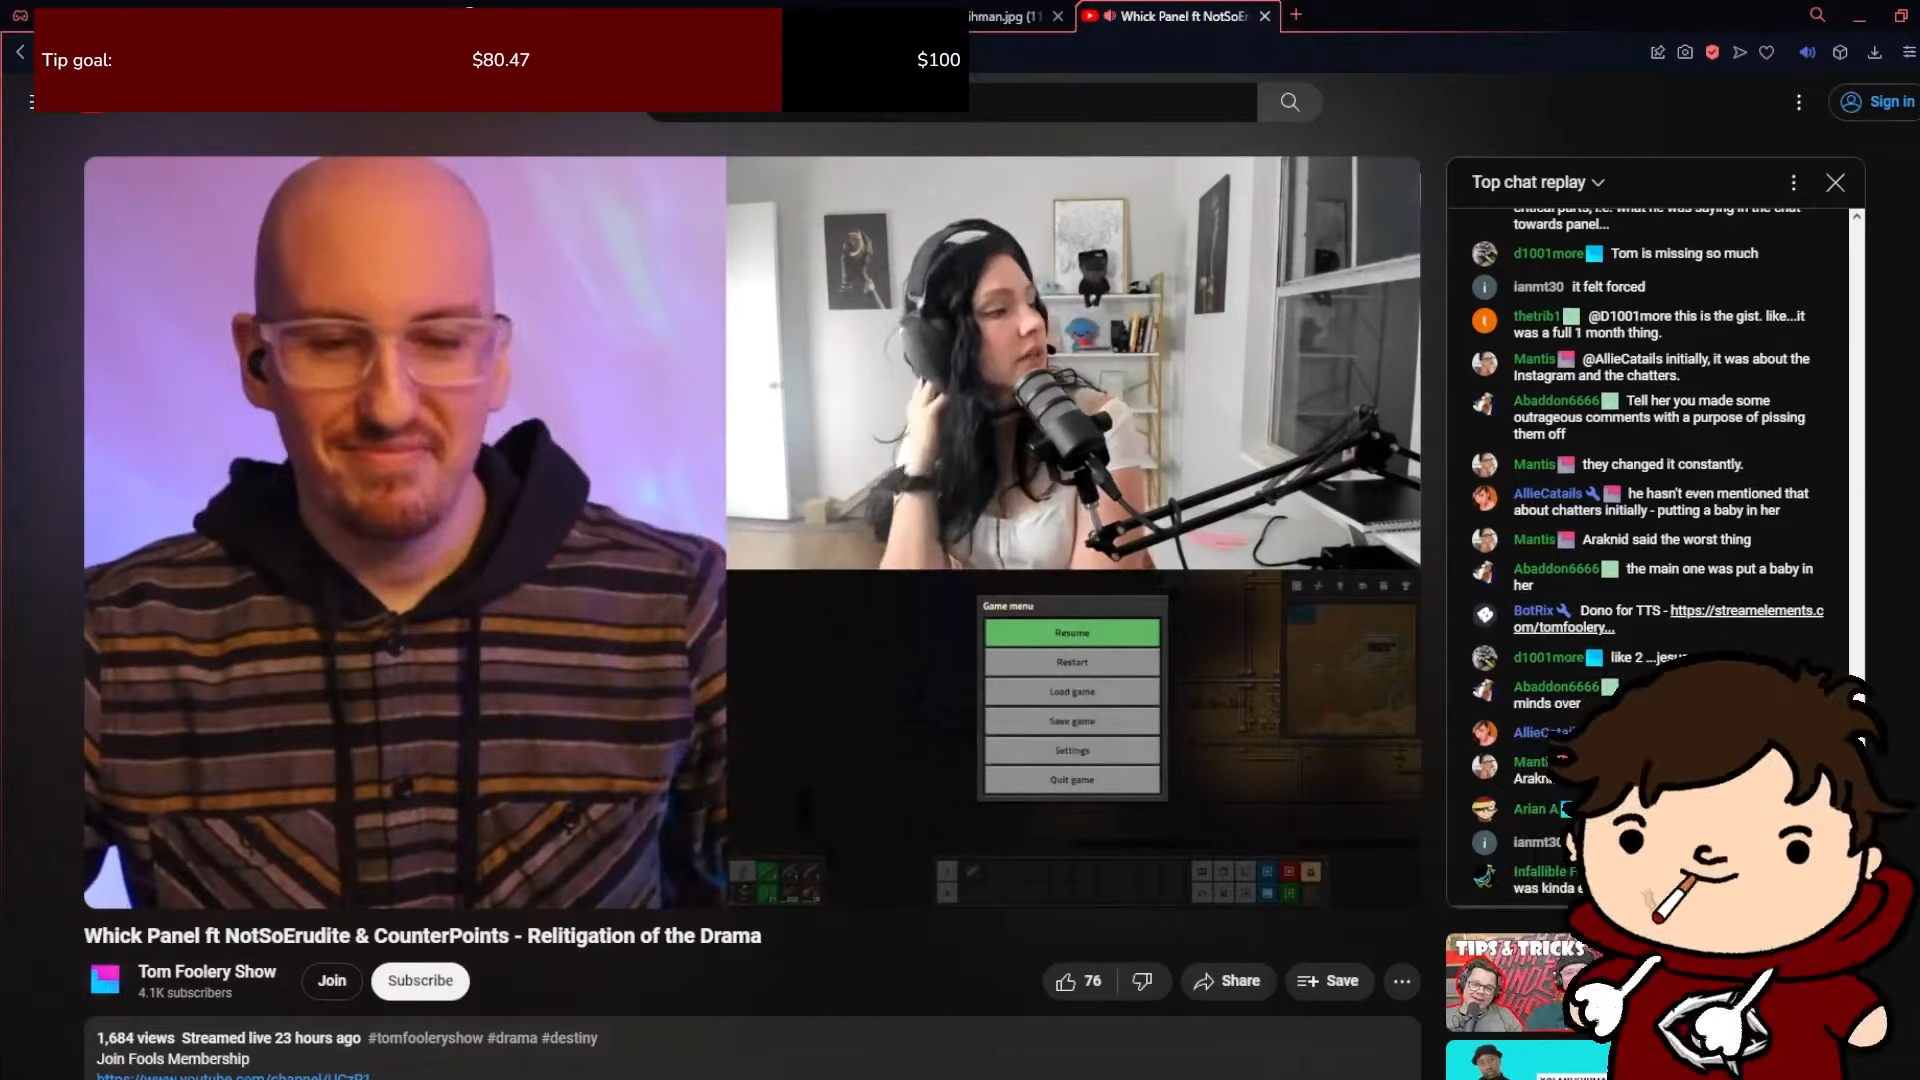 ihman.jpg (11
Whick Panel ft NotSoEr
Tip goal:
$80.47
$100
Sign in
Top chat replay
towards panel...
d1001more Tom is missing so much
ianmt30 it felt forced
thetrib1 @D1001more this is the gist. like...it
was a full 1 month thing.
Mantis @AllieCatails initially, it was about the
Instagram and the chatters.
Abaddon6666 Tell her you made some
outrageous comments with a purpose of pissing
them off
Mantis they changed it constantly.
AllieCatails he hasn't even mentioned that
about chatters initially - putting a baby in her
Mantis Araknid said the worst thing
Abaddon6666 the main one was put a baby in
her
BotRix Dono for TTS - https://streamelements.c
om/tomfoolery...
d1001more like 2 ...jesu
Abaddon6666
minds over
Manti
Arakn
Arian A
ianmt30
Infallible F
was kinda
Game menu
Resume
Restart
Load game
Save game
Settings
Quit game
Whick Panel ft NotSoErudite & CounterPoints - Relitigation of the Drama
Tom Foolery Show
4.1K subscribers
Join
Subscribe
76
Share
Save
TIPS & TRICKS
1,684 views Streamed live 23 hours ago #tomfooleryshow #drama #destiny
Join Fools Membership